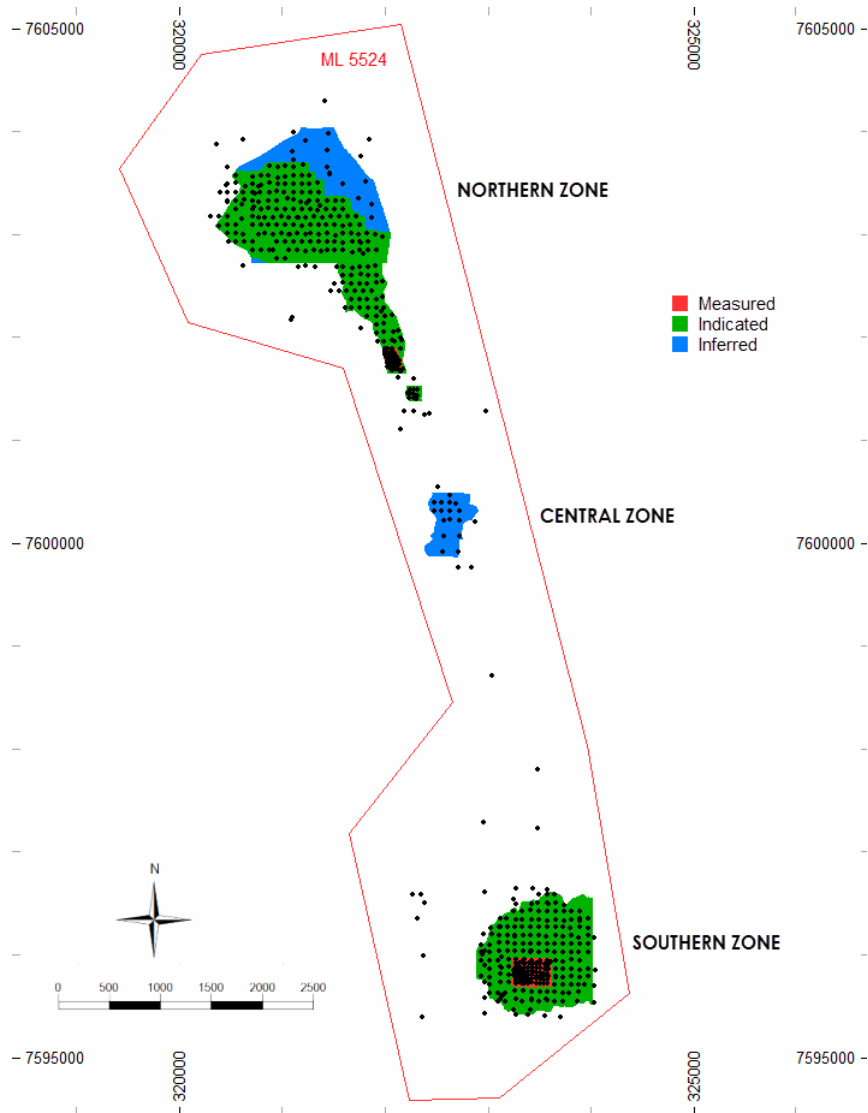 7605000
320000
325000
7605000
ML 5524
NORTHERN ZONE
Measured
Indicated
Inferred
CENTRAL ZONE
7600000
7600000
N
SOUTHERN ZONE
0 500 1000 1500 2000 2500
7595000
320000
325000
7595000